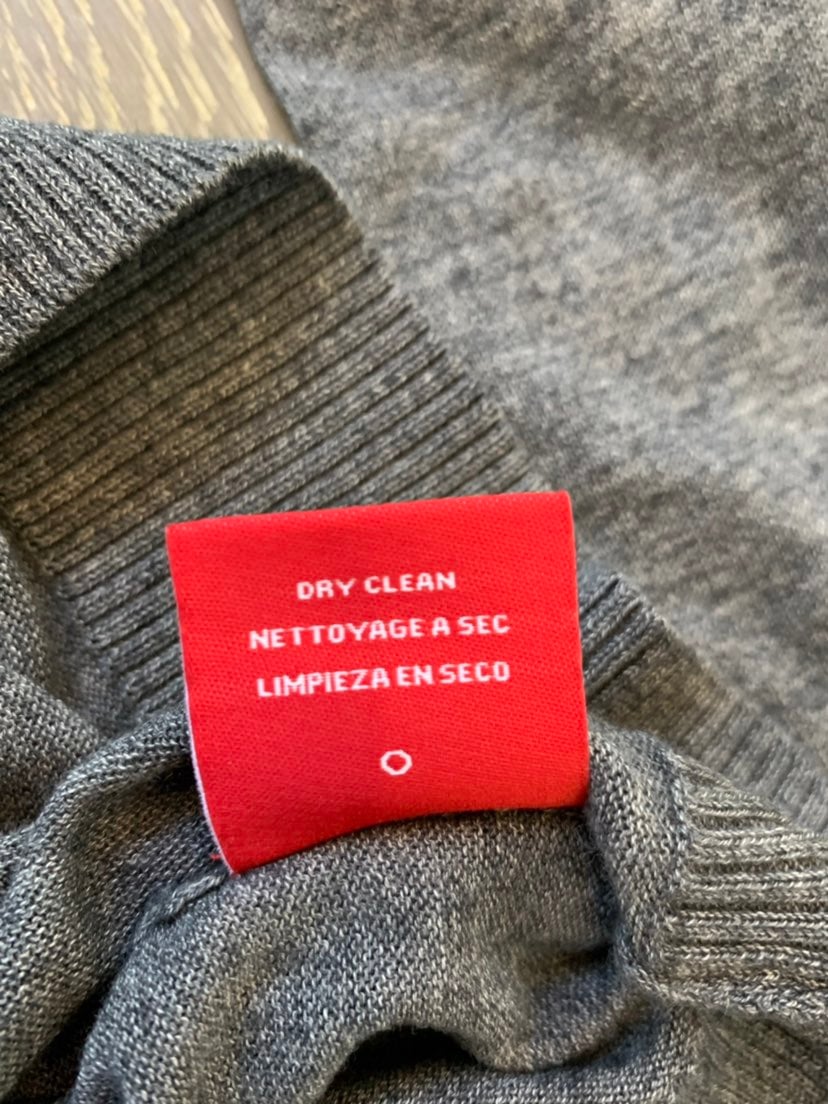 DRY CLEAN
NETTOYAGE A SEC
LIMPIEZA EN SECO